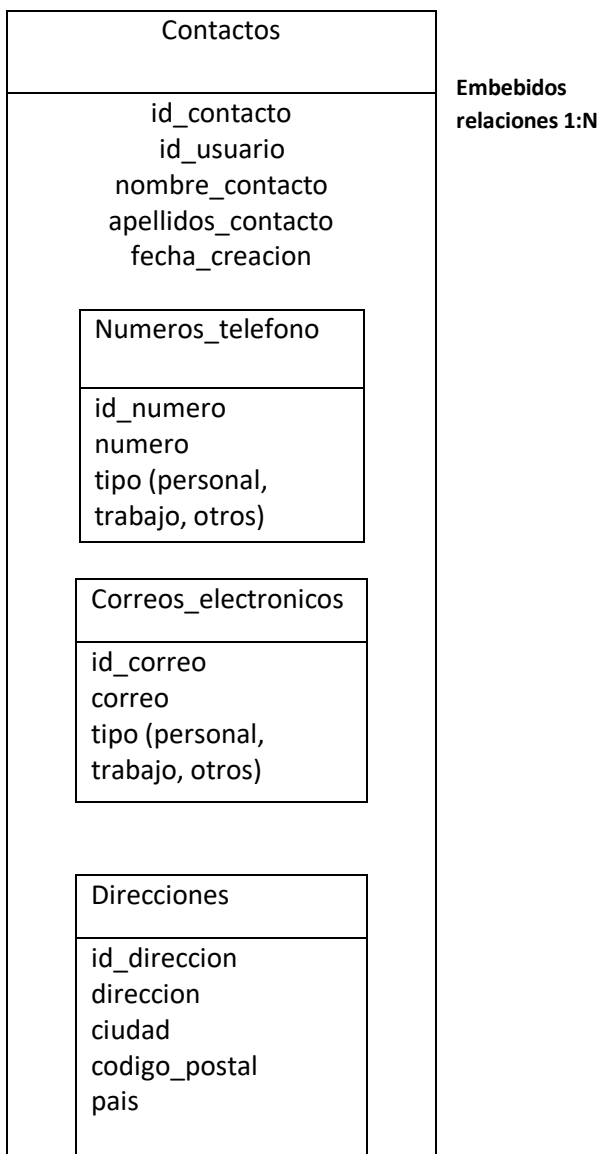 Contactos
Embebidos
relaciones 1:N
id_contacto
id_usuario
nombre_contacto
apellidos_contacto
fecha_creacion
Numeros_telefono
id_numero
numero
tipo (personal,
trabajo, otros)
Correos_electronicos
id_correo
correo
tipo (personal,
trabajo, otros)
Direcciones
id_direccion
direccion
ciudad
codigo_postal
pais